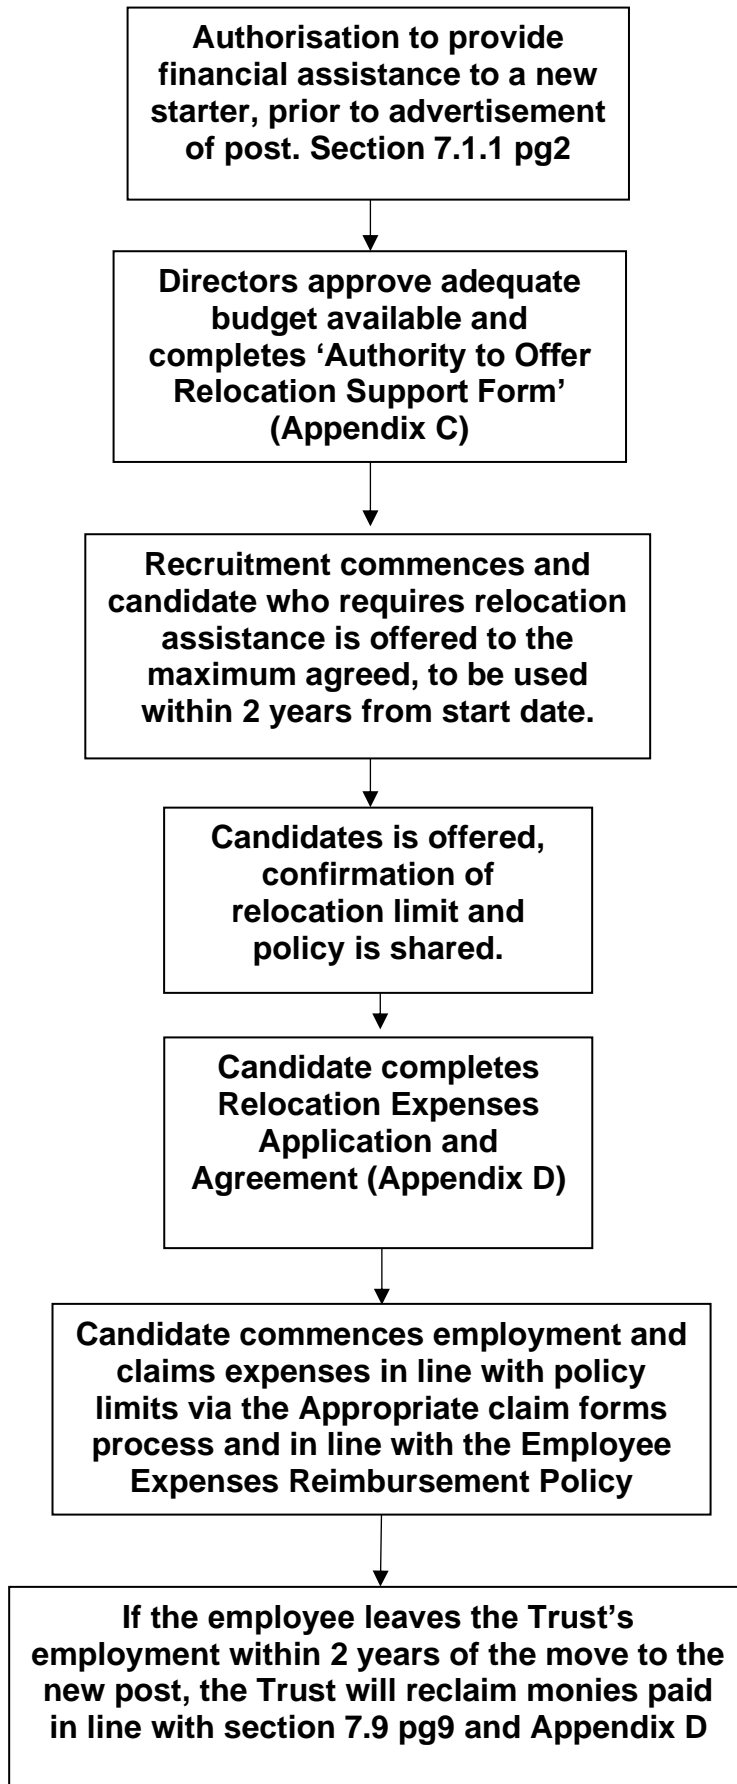 Authorisation to provide
financial assistance to a new
starter, prior to advertisement
of post. Section 7.1.1 pg2
Directors approve adequate
budget available and
completes ‘Authority to Offer
Relocation Support Form’
(Appendix C)
Recruitment commences and
candidate who requires relocation
assistance is offered to the
maximum agreed, to be used
within 2 years from start date.
Candidates is offered,
confirmation of
relocation limit and
policy is shared.
Candidate completes
Relocation Expenses
Application and
Agreement (Appendix D)
Candidate commences employment and
claims expenses in line with policy
limits via the Appropriate claim forms
process and in line with the Employee
Expenses Reimbursement Policy
If the employee leaves the Trust’s
employment within 2 years of the move to the
new post, the Trust will reclaim monies paid
in line with section 7.9 pg9 and Appendix D